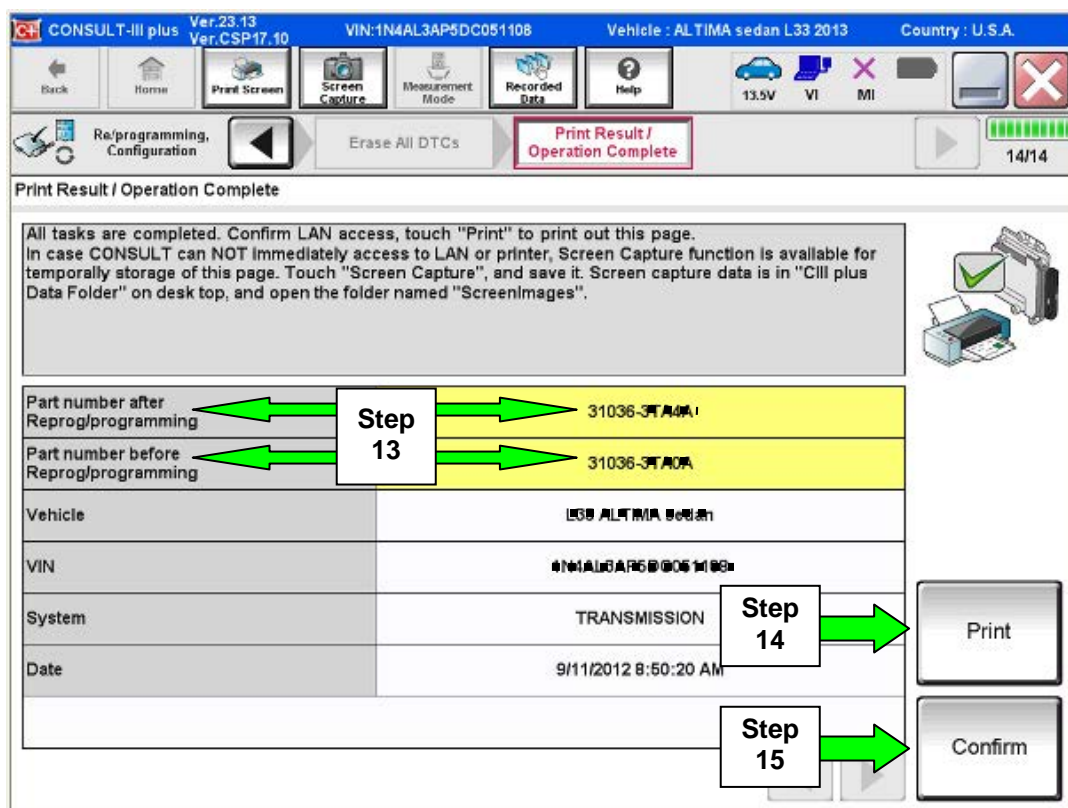 C+ CONSULT-III plus Ver.23.13 VIN:1N4AL3AP5DC051108 Vehicle : ALTIMA sedan L33 2013 Country : U.S.A.
Ver.CSP17.10
Back Home Print Screen Screen Capture Measurement Mode Recorded Data Help 13.5V VI MI
Re/programming, Configuration Erase All DTCs Print Result / Operation Complete 14/14
Print Result / Operation Complete
All tasks are completed. Confirm LAN access, touch "Print" to print out this page.
In case CONSULT can NOT immediately access to LAN or printer, Screen Capture function is available for
temporally storage of this page. Touch "Screen Capture", and save it. Screen capture data is in "CIII plus
Data Folder" on desk top, and open the folder named "ScreenImages".
Part number after
Reprog/programming
31036-3TA4A
Step
13
Part number before
Reprog/programming
31036-3TA0A
Vehicle L33 ALTIMA sedan
VIN
System TRANSMISSION
Step
14
Print
Date 9/11/2012 8:50:20 AM
Step
15
Confirm